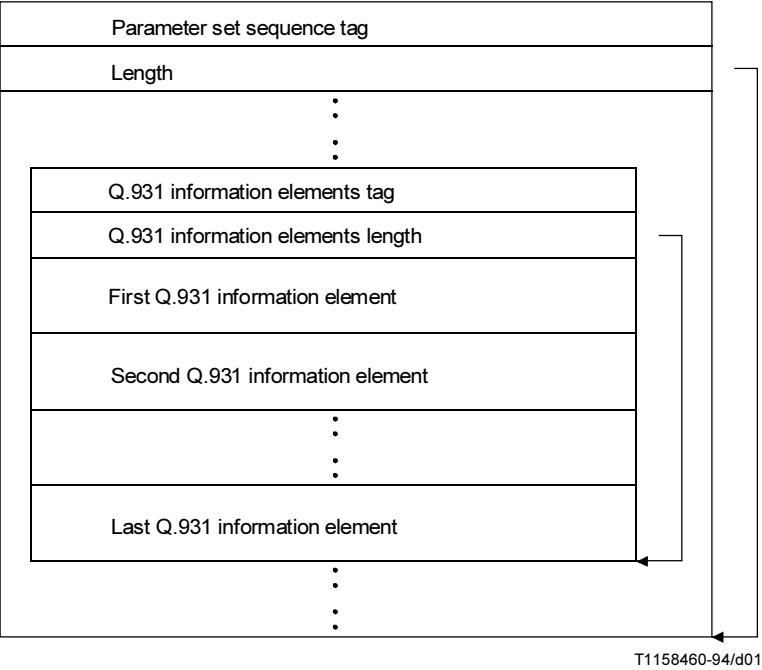 Parameter set sequence tag
Length
Q.931 information elements tag
Q.931 information elements length
First Q.931 information element
Second Q.931 information element
Last Q.931 information element
T1158460-94/d01